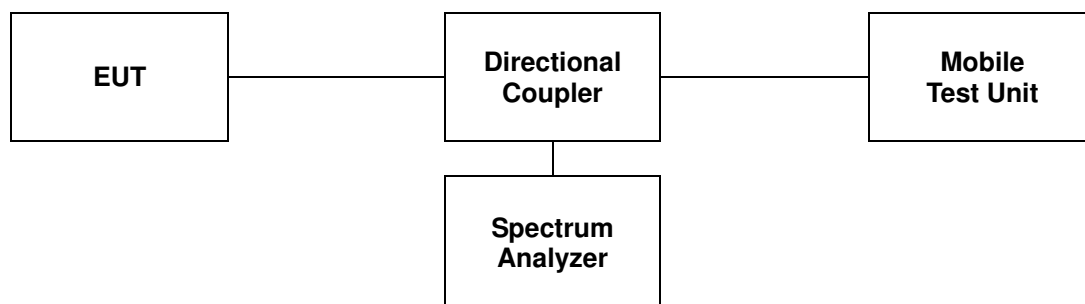 EUT
Directional
Coupler
Mobile
Test Unit
Spectrum
Analyzer